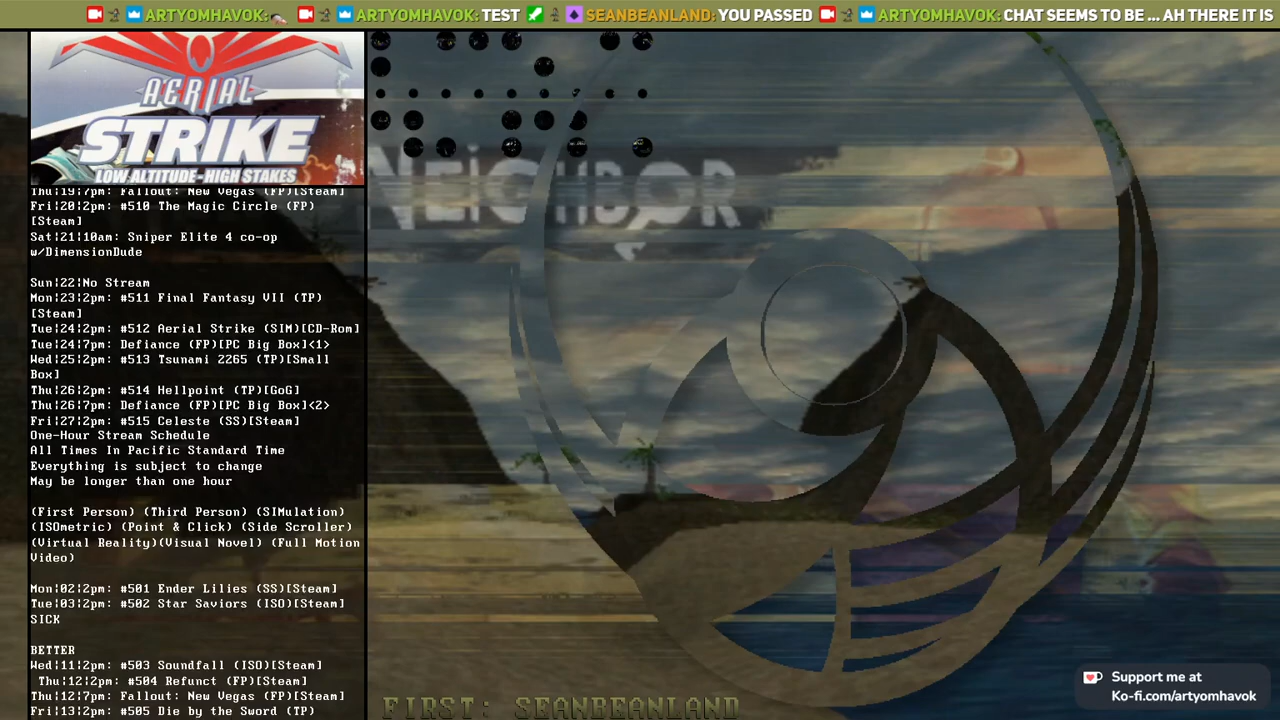 ARTYOMHAVOK: ARTYOMHAVOK: TEST SEANBEANLAND: YOU PASSED ARTYOMHAVOK: CHAT SEEMS TO BE ... AH THERE IT IS
AERIAL
STRIKE
LOW ALTITUDE-HIGH STAKES
NEIGHBOR
Thu¦19¦7pm: Fallout: New Vegas (FP)[Steam]
Fri¦20¦2pm: #510 The Magic Circle (FP)
[Steam]
Sat¦21¦10am: Sniper Elite 4 co-op
w/DimensionDude
Sun¦22¦No Stream
Mon¦23¦2pm: #511 Final Fantasy VII (TP)
[Steam]
Tue¦24¦2pm: #512 Aerial Strike (SIM)[CD-Rom]
Tue¦24¦7pm: Defiance (FP)[PC Big Box]<1>
Wed¦25¦2pm: #513 Tsunami 2265 (TP)[Small
Box]
Thu¦26¦2pm: #514 Hellpoint (TP)[GoG]
Thu¦26¦7pm: Defiance (FP)[PC Big Box]<2>
Fri¦27¦2pm: #515 Celeste (SS)[Steam]
One-Hour Stream Schedule
All Times In Pacific Standard Time
Everything is subject to change
May be longer than one hour
(First Person) (Third Person) (SIMulation)
(ISOmetric) (Point & Click) (Side Scroller)
(Virtual Reality)(Visual Novel) (Full Motion
Video)
Mon¦02¦2pm: #501 Ender Lilies (SS)[Steam]
Tue¦03¦2pm: #502 Star Saviors (ISO)[Steam]
SICK
BETTER
Wed¦11¦2pm: #503 Soundfall (ISO)[Steam]
Thu¦12¦2pm: #504 Refunct (FP)[Steam]
Thu¦12¦7pm: Fallout: New Vegas (FP)[Steam]
Fri¦13¦2pm: #505 Die by the Sword (TP)
FIRST: SEANBEANLAND
Support me at
Ko-fi.com/artyomhavok